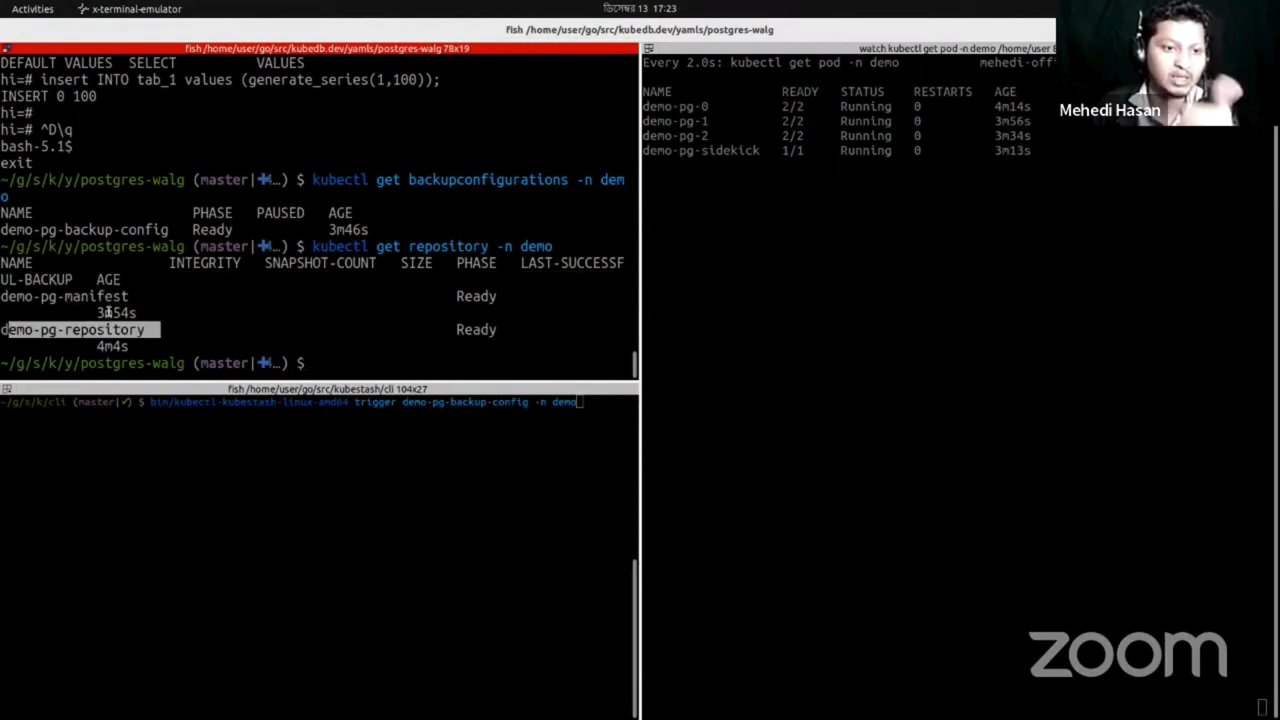 Activities
x-terminal-emulator
ডিসেম্বর 13 17:23
fish /home/user/go/src/kubedb.dev/yamls/postgres-walg
fish /home/user/go/src/kubedb.dev/yamls/postgres-walg 78x19
DEFAULT VALUES SELECT VALUES
hi=# insert INTO tab_1 values (generate_series(1,100));
INSERT 0 100
hi=#
hi=# ^D\q
bash-5.1$
exit
~/g/s/k/y/postgres-walg (master|✚4…) $ kubectl get backupconfigurations -n dem
o
NAME PHASE PAUSED AGE
demo-pg-backup-config Ready 3m46s
~/g/s/k/y/postgres-walg (master|✚4…) $ kubectl get repository -n demo
NAME INTEGRITY SNAPSHOT-COUNT SIZE PHASE LAST-SUCCESSF
UL-BACKUP AGE
demo-pg-manifest Ready
3m54s
demo-pg-repository Ready
4m4s
~/g/s/k/y/postgres-walg (master|✚4…) $
fish /home/user/go/src/kubestash/cli 104x27
~/g/s/k/cli (master|✔) $ bin/kubectl-kubestash-linux-amd64 trigger demo-pg-backup-config -n demo
watch kubectl get pod -n demo /home/user 8
Every 2.0s: kubectl get pod -n demo mehedi-offi
NAME READY STATUS RESTARTS AGE
demo-pg-0 2/2 Running 0 4m14s
demo-pg-1 2/2 Running 0 3m56s
demo-pg-2 2/2 Running 0 3m34s
demo-pg-sidekick 1/1 Running 0 3m13s
Mehedi Hasan
zoom